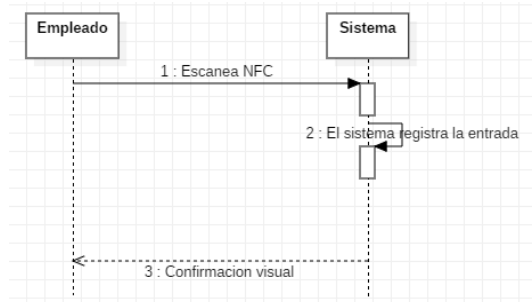 Empleado
Sistema
1 : Escanea NFC
2 : El sistema registra la entrada
3 : Confirmacion visual